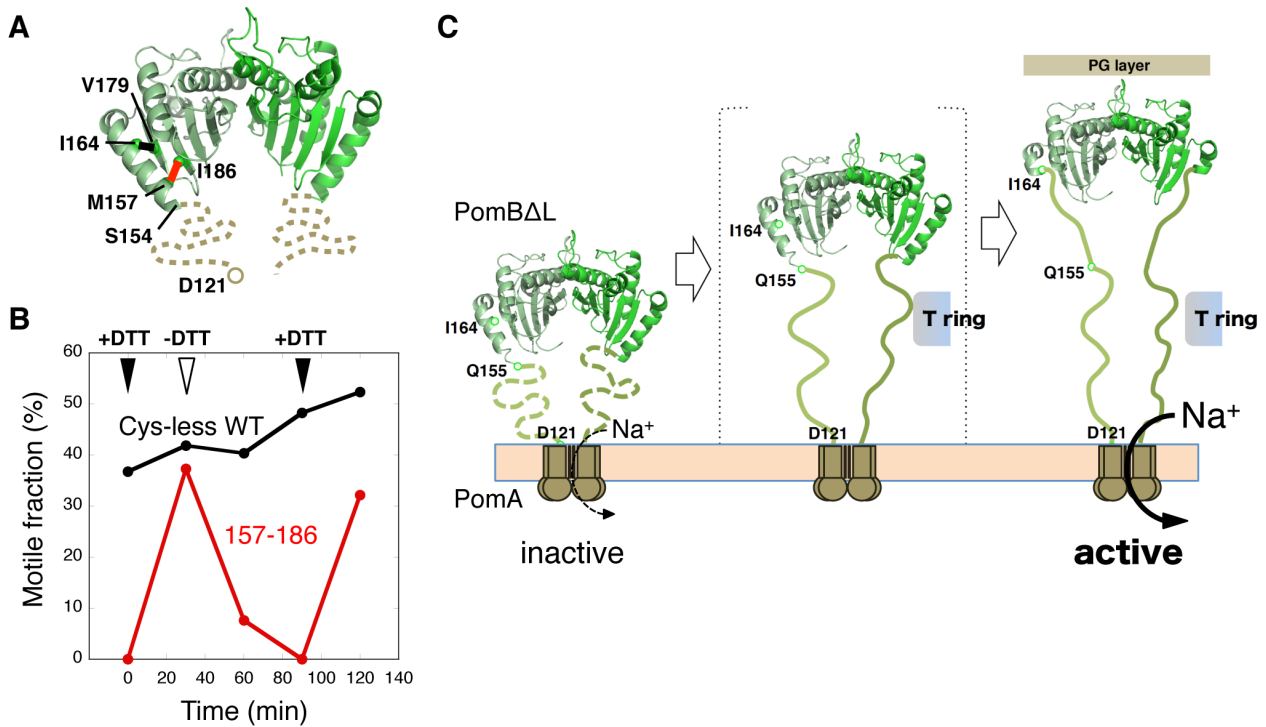 A
V179
I164
I186
M157
S154
D121
B
+DTT
-DTT
+DTT
60
50
40
30
20
10
0
Cys-less WT
157-186
Motile fraction (%)
0
20
40
60
80
100
120
140
Time (min)
C
PG layer
PomBΔL
I164
Q155
D121
Na⁺
PomA
inactive
I164
Q155
T ring
D121
I164
Q155
T ring
D121
Na⁺
active